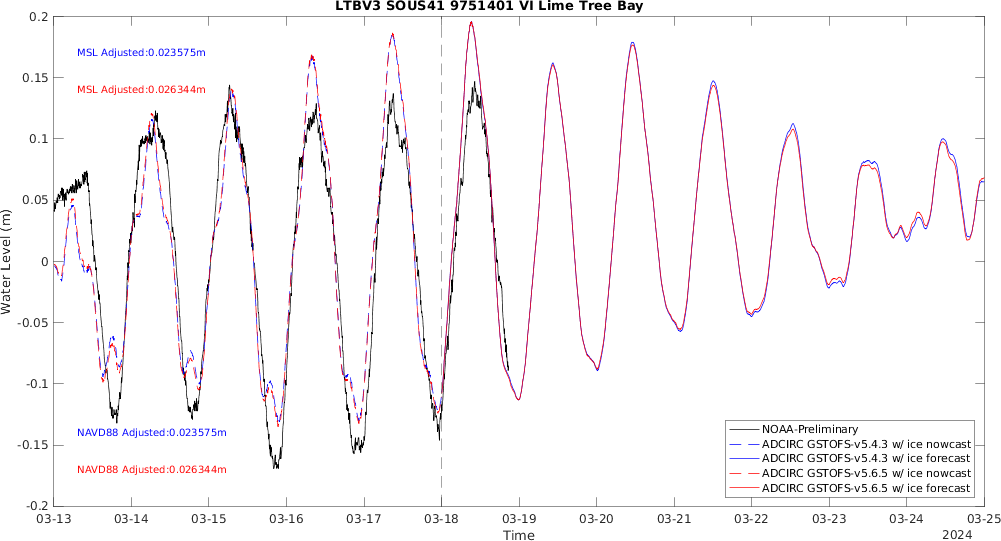 LTBV3 SOUS41 9751401 VI Lime Tree Bay
0.2
0.15
0.1
0.05
0
-0.05
-0.1
-0.15
-0.2
Water Level (m)
MSL Adjusted:0.023575m
MSL Adjusted:0.026344m
NAVD88 Adjusted:0.023575m
NAVD88 Adjusted:0.026344m
NOAA-Preliminary
ADCIRC GSTOFS-v5.4.3 w/ ice nowcast
ADCIRC GSTOFS-v5.4.3 w/ ice forecast
ADCIRC GSTOFS-v5.6.5 w/ ice nowcast
ADCIRC GSTOFS-v5.6.5 w/ ice forecast
03-13 03-14 03-15 03-16 03-17 03-18 03-19 03-20 03-21 03-22 03-23 03-24 03-25
Time
2024